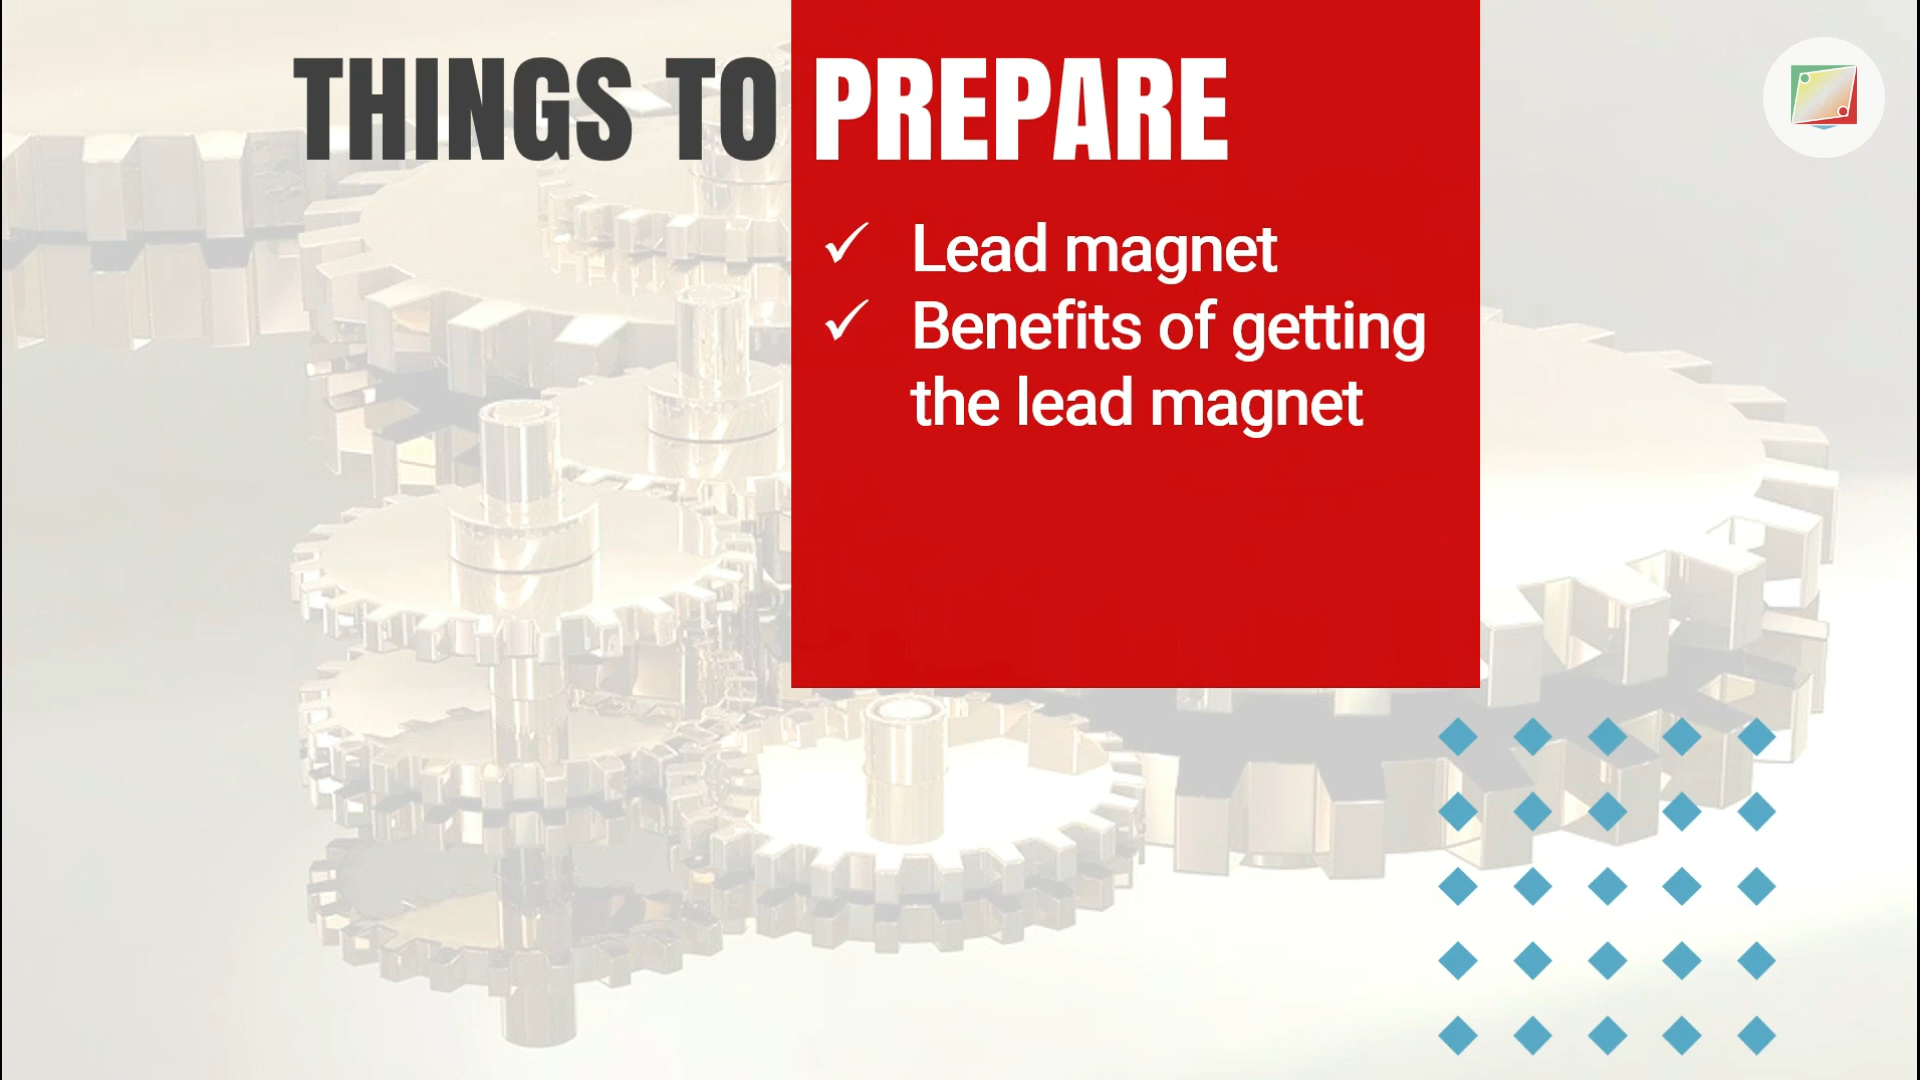 THINGS TO PREPARE
✓ Lead magnet
✓ Benefits of getting
the lead magnet